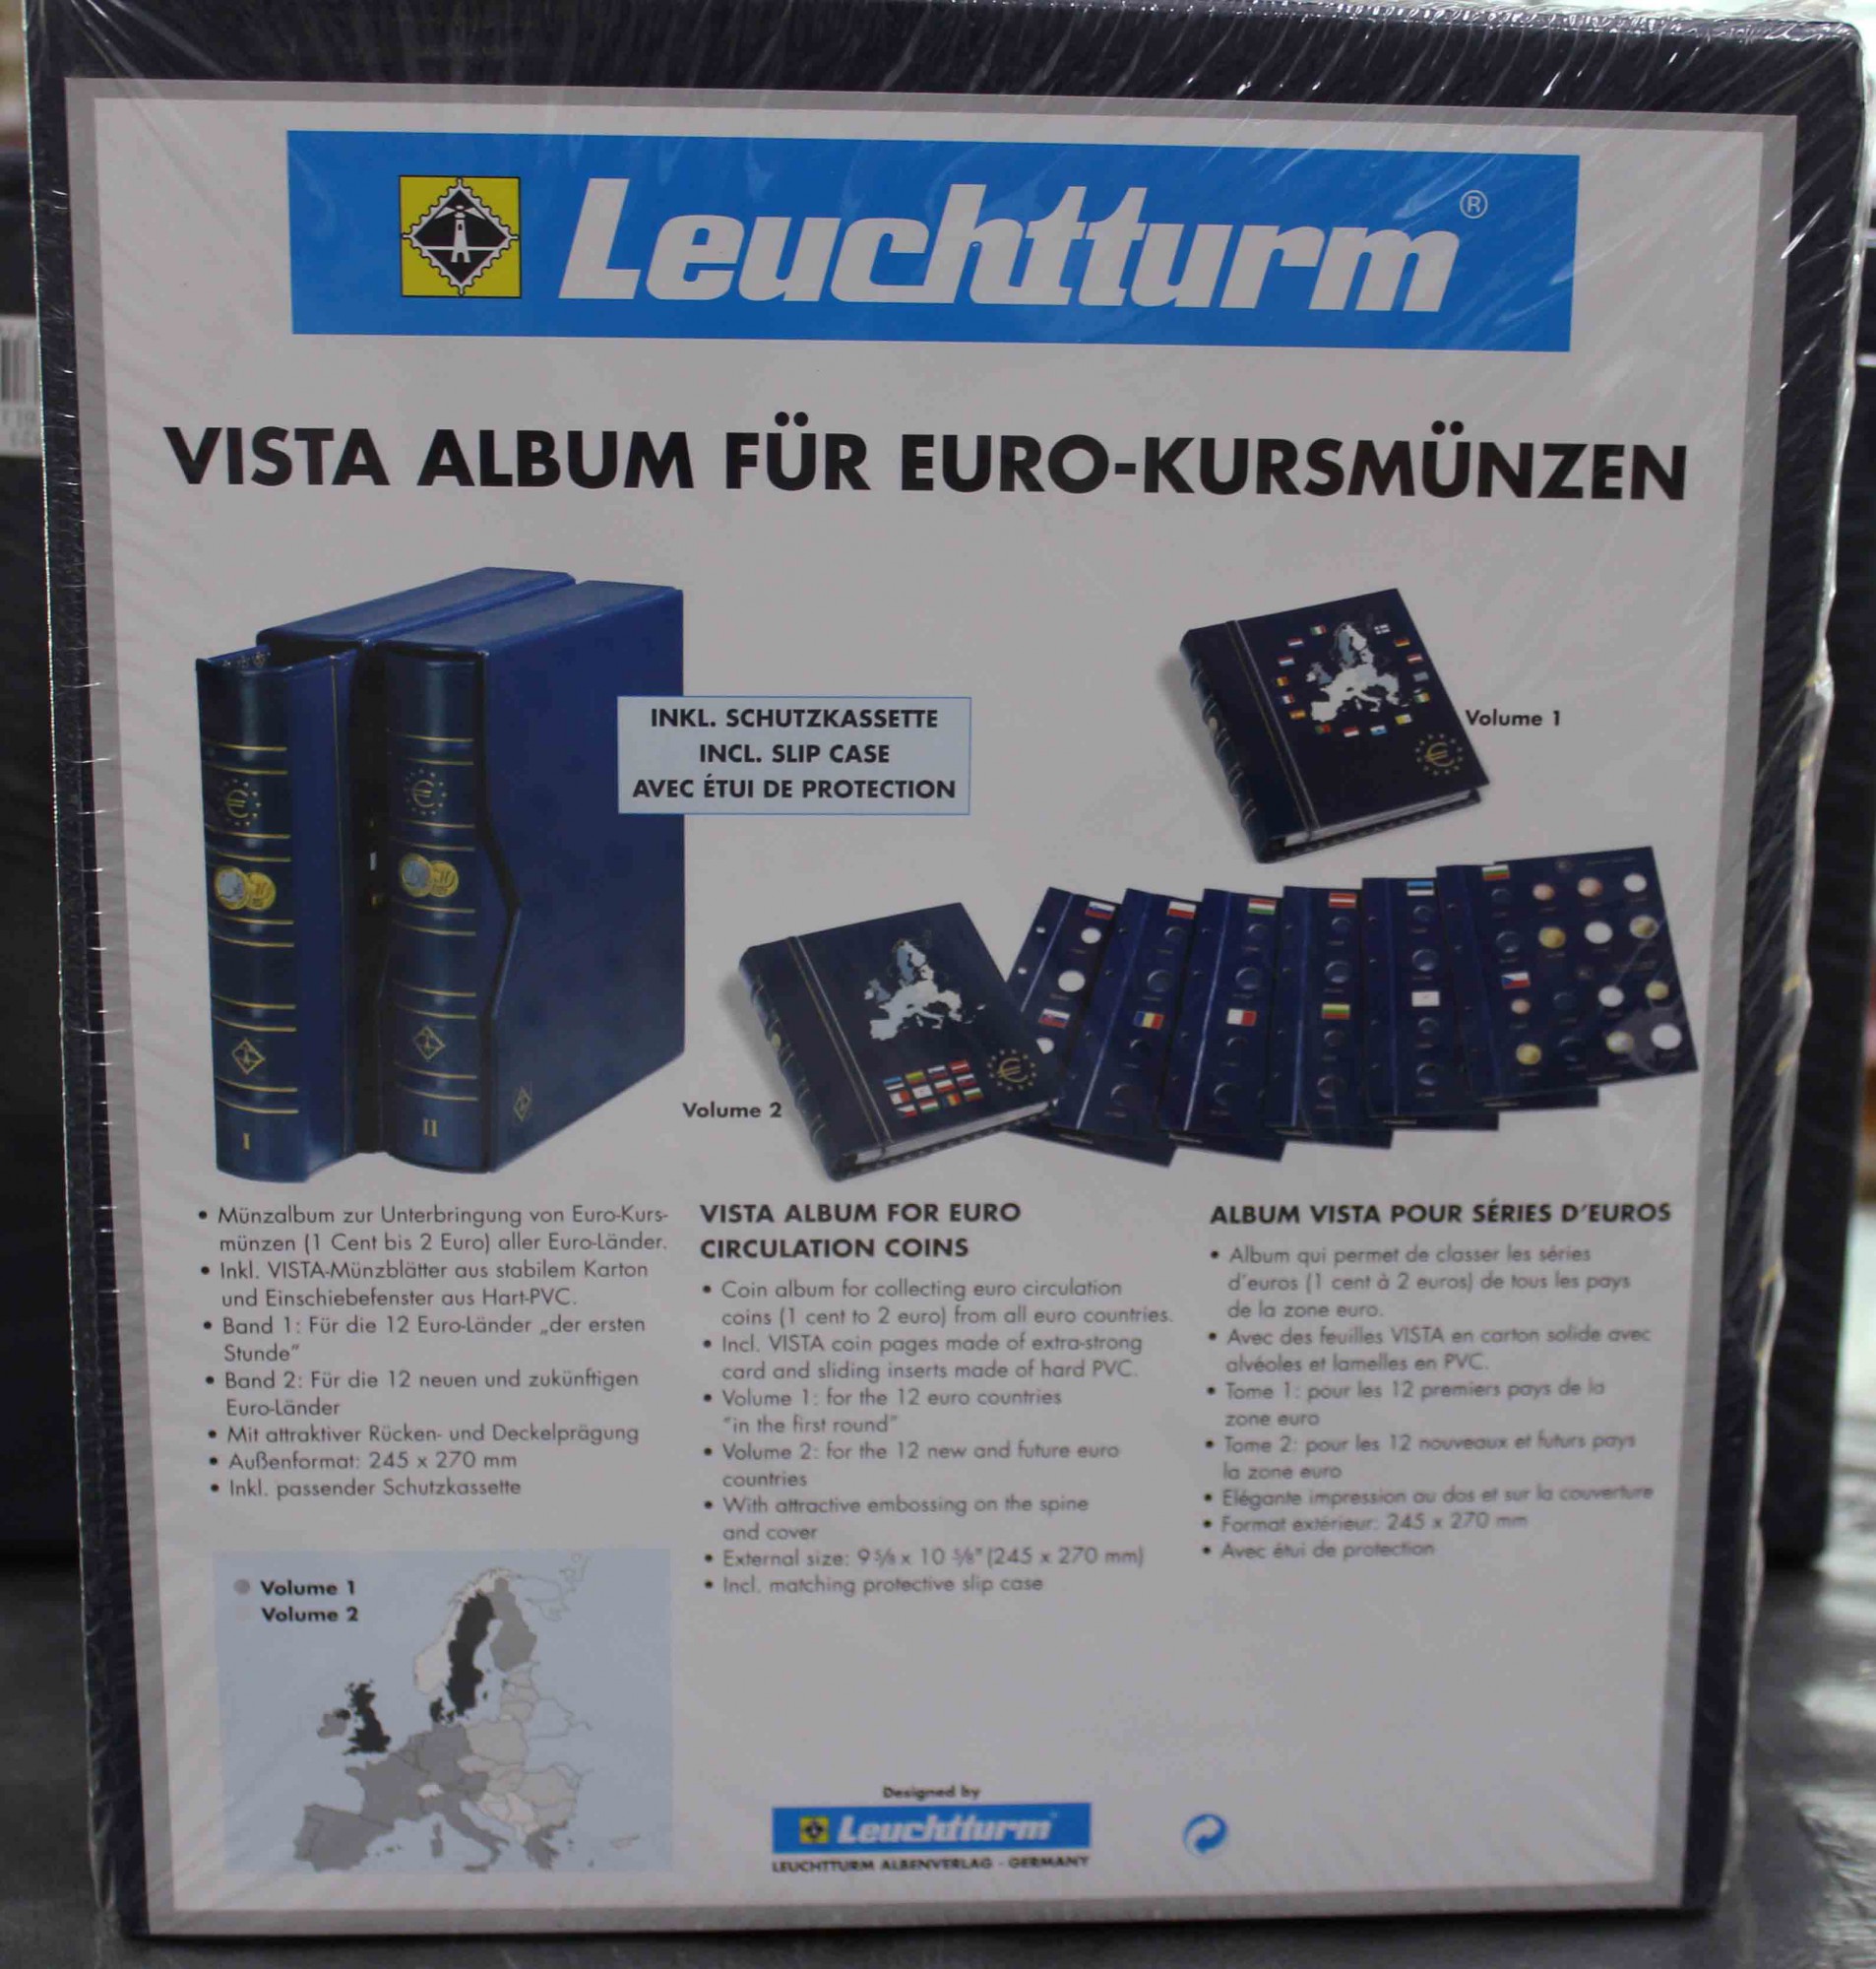 Leuchtturm®
VISTA ALBUM FÜR EURO-KURSMÜNZEN
INKL. SCHUTZKASSETTE
INCL. SLIP CASE
AVEC ÉTUI DE PROTECTION
Volume 1
Volume 2
I
II
• Münzalbum zur Unterbringung von Euro-Kurs-
münzen (1 Cent bis 2 Euro) aller Euro-Länder.
• Inkl. VISTA-Münzblätter aus stabilem Karton
und Einschiebefenster aus Hart-PVC.
• Band 1: Für die 12 Euro-Länder „der ersten
Stunde"
• Band 2: Für die 12 neuen und zukünftigen
Euro-Länder
• Mit attraktiver Rücken- und Deckelprägung
• Außenformat: 245 x 270 mm
• Inkl. passender Schutzkassette
Volume 1
Volume 2
VISTA ALBUM FOR EURO
CIRCULATION COINS
• Coin album for collecting euro circulation
coins (1 cent to 2 euro) from all euro countries.
• Incl. VISTA coin pages made of extra-strong
card and sliding inserts made of hard PVC.
• Volume 1: for the 12 euro countries
"in the first round"
• Volume 2: for the 12 new and future euro
countries
• With attractive embossing on the spine
and cover
• External size: 9 5/8 x 10 5/8" (245 x 270 mm)
• Incl. matching protective slip case
ALBUM VISTA POUR SÉRIES D'EUROS
• Album qui permet de classer les séries
d'euros (1 cent à 2 euros) de tous les pays
de la zone euro.
• Avec des feuilles VISTA en carton solide avec
alvéoles et lamelles en PVC.
• Tome 1: pour les 12 premiers pays de la
zone euro
• Tome 2: pour les 12 nouveaux et futurs pays
la zone euro
• Elégante impression au dos et sur la couverture
• Format extérieur: 245 x 270 mm
• Avec étui de protection
Designed by
Leuchtturm®
LEUCHTTURM ALBENVERLAG - GERMANY